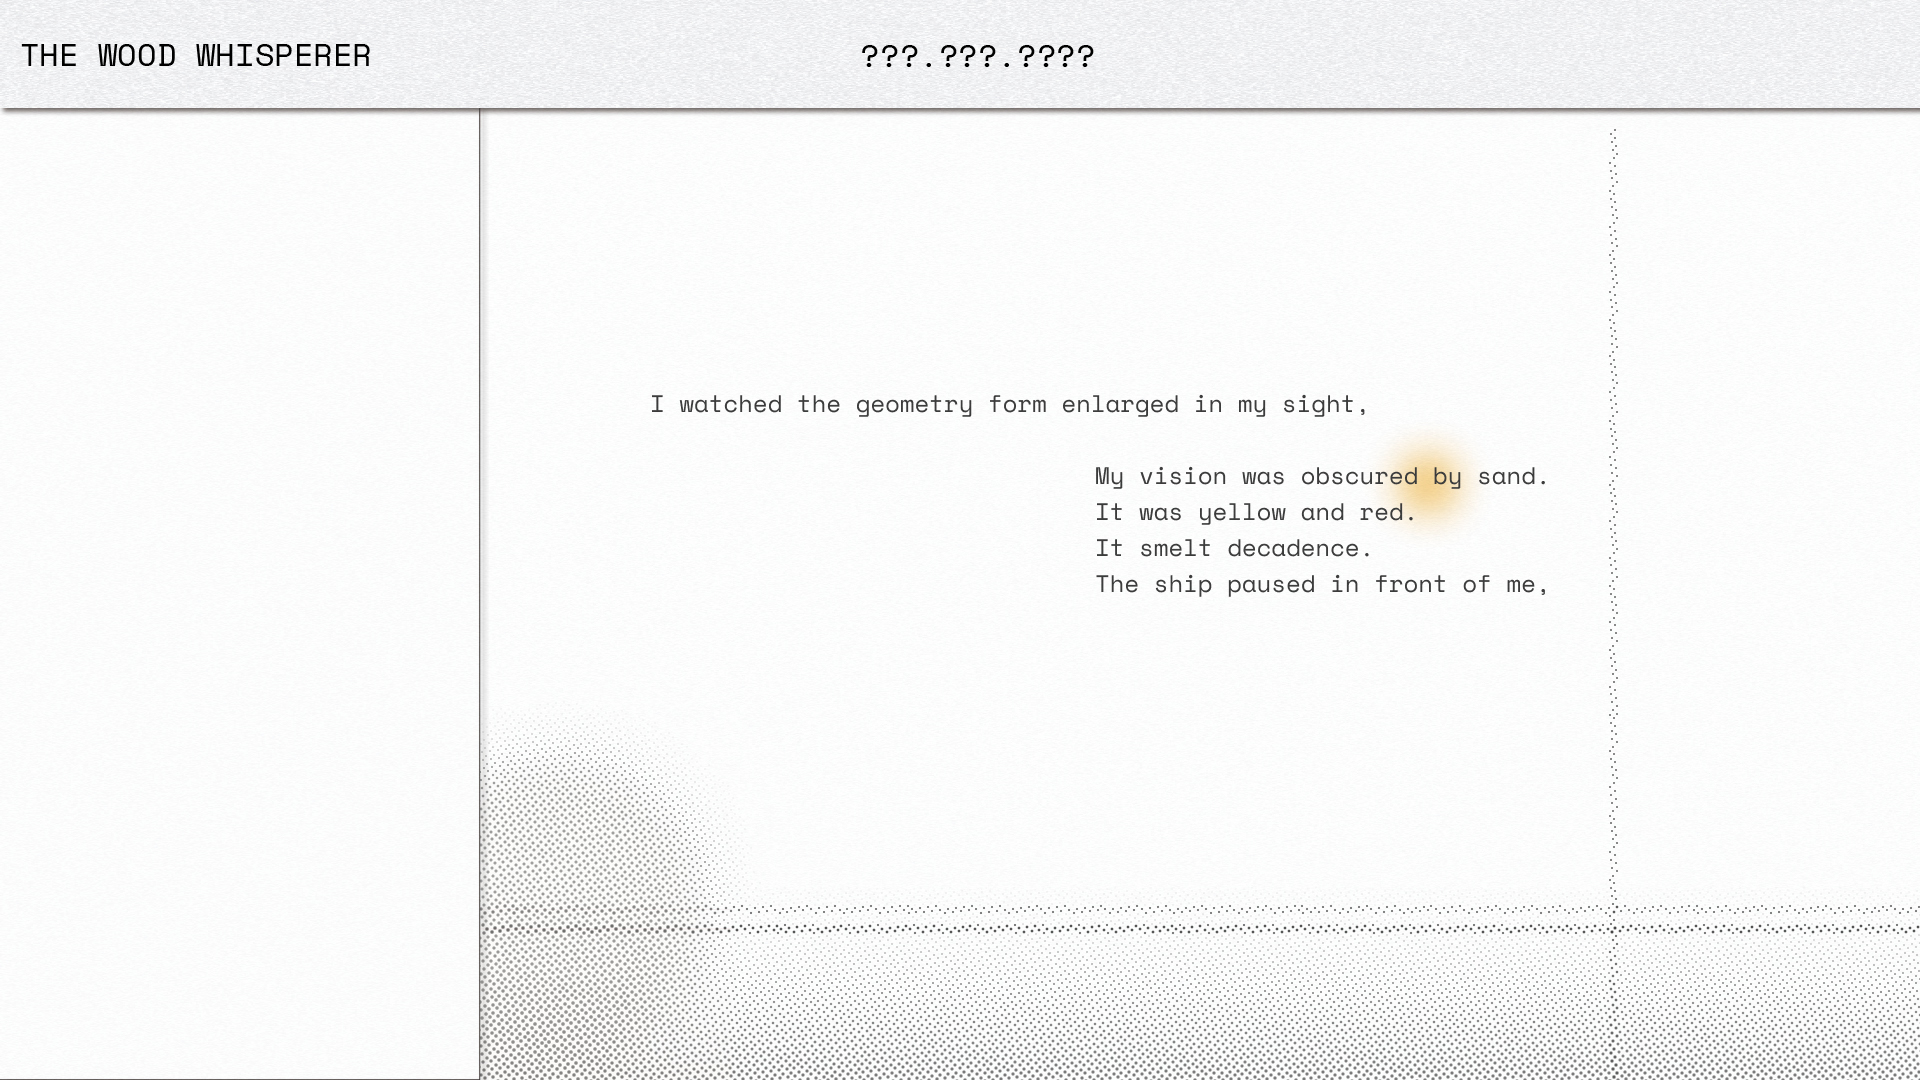 THE WOOD WHISPERER
???.???.????
I watched the geometry form enlarged in my sight,
My vision was obscured by sand.
It was yellow and red.
It smelt decadence.
The ship paused in front of me,